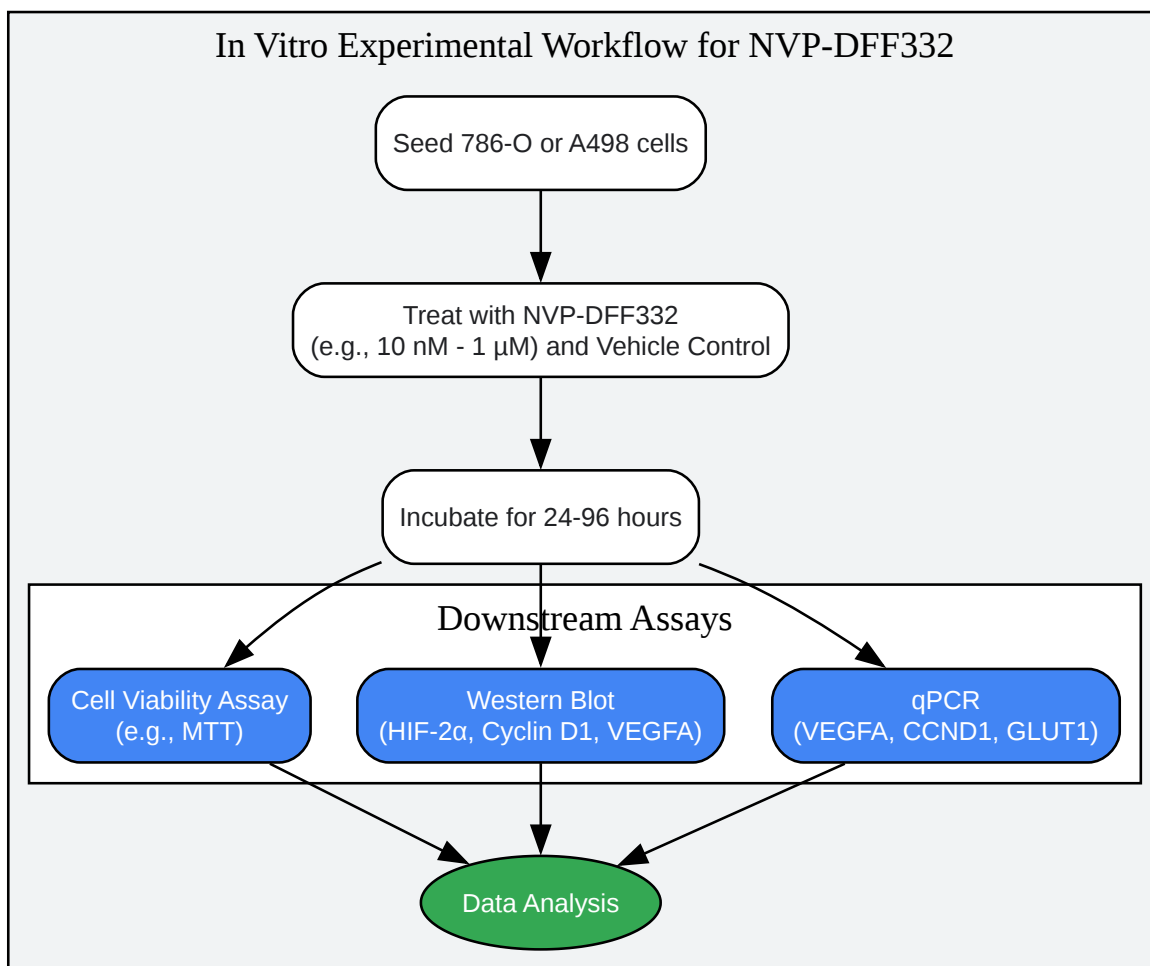 In Vitro Experimental Workflow for NVP-DFF332
Seed 786-O or A498 cells
Treat with NVP-DFF332
(e.g., 10 nM - 1 µM) and Vehicle Control
Incubate for 24-96 hours
Downstream Assays
Cell Viability Assay
(e.g., MTT)
Western Blot
(HIF-2α, Cyclin D1, VEGFA)
qPCR
(VEGFA, CCND1, GLUT1)
Data Analysis